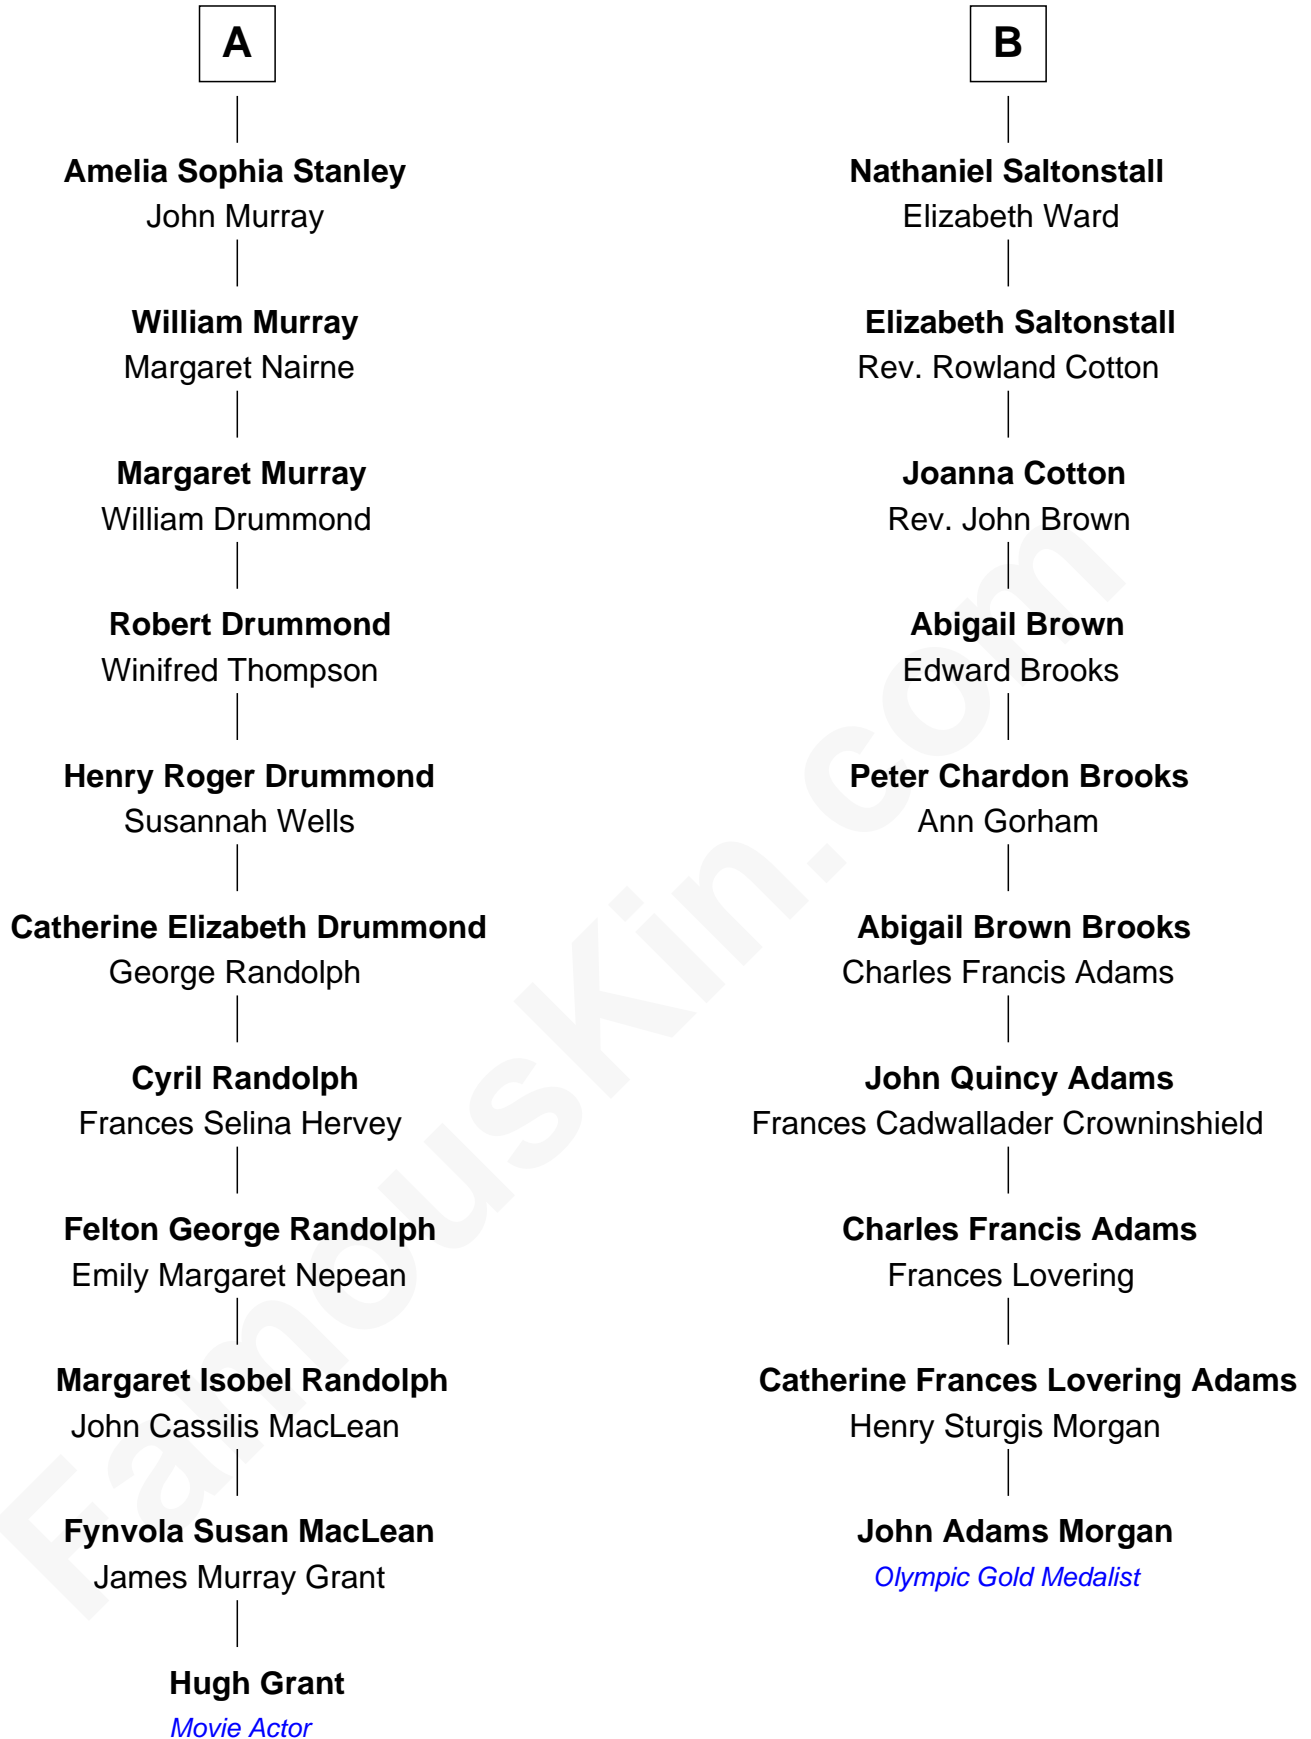 A
Amelia Sophia Stanley
John Murray
William Murray
Margaret Nairne
Margaret Murray
William Drummond
Robert Drummond
Winifred Thompson
Henry Roger Drummond
Susannah Wells
Catherine Elizabeth Drummond
George Randolph
Cyril Randolph
Frances Selina Hervey
Felton George Randolph
Emily Margaret Nepean
Margaret Isobel Randolph
John Cassilis MacLean
Fynvola Susan MacLean
James Murray Grant
Hugh Grant
Movie Actor
B
Nathaniel Saltonstall
Elizabeth Ward
Elizabeth Saltonstall
Rev. Rowland Cotton
Joanna Cotton
Rev. John Brown
Abigail Brown
Edward Brooks
Peter Chardon Brooks
Ann Gorham
Abigail Brown Brooks
Charles Francis Adams
John Quincy Adams
Frances Cadwallader Crowninshield
Charles Francis Adams
Frances Lovering
Catherine Frances Lovering Adams
Henry Sturgis Morgan
John Adams Morgan
Olympic Gold Medalist
FamousKin.com